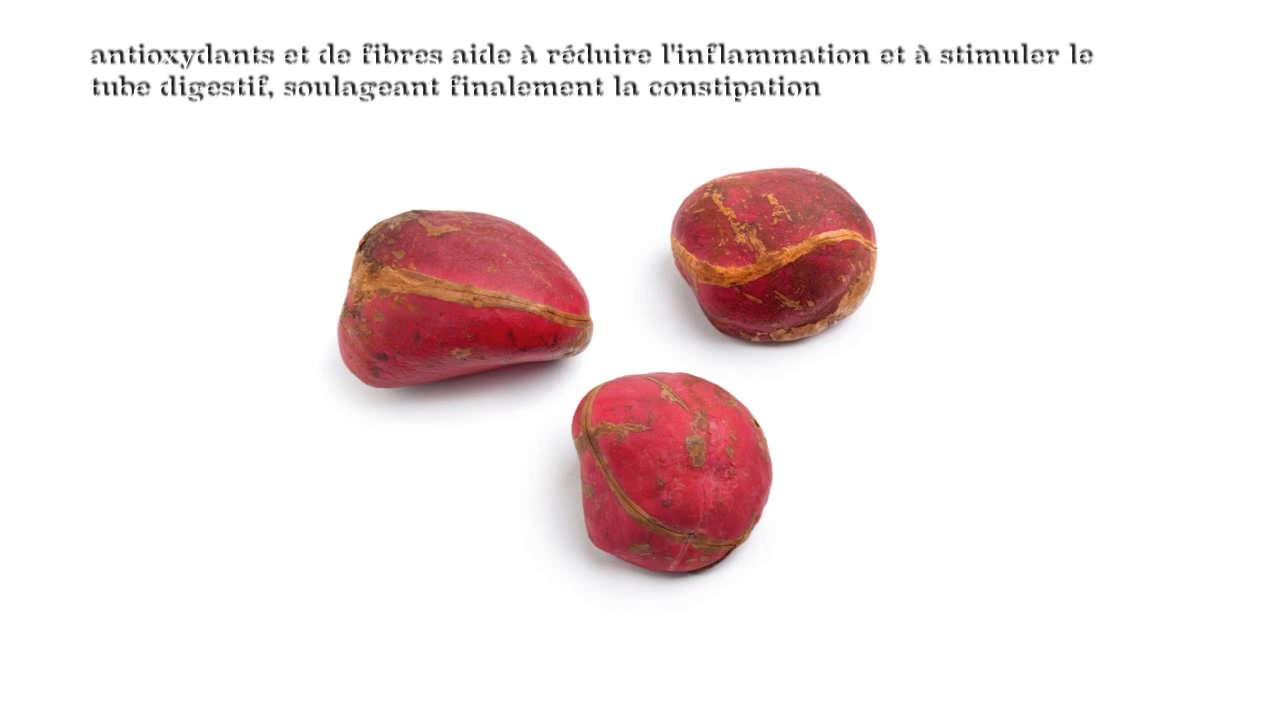 antioxydants et de fibres aide à réduire l'inflammation et à stimuler le
tube digestif, soulageant finalement la constipation